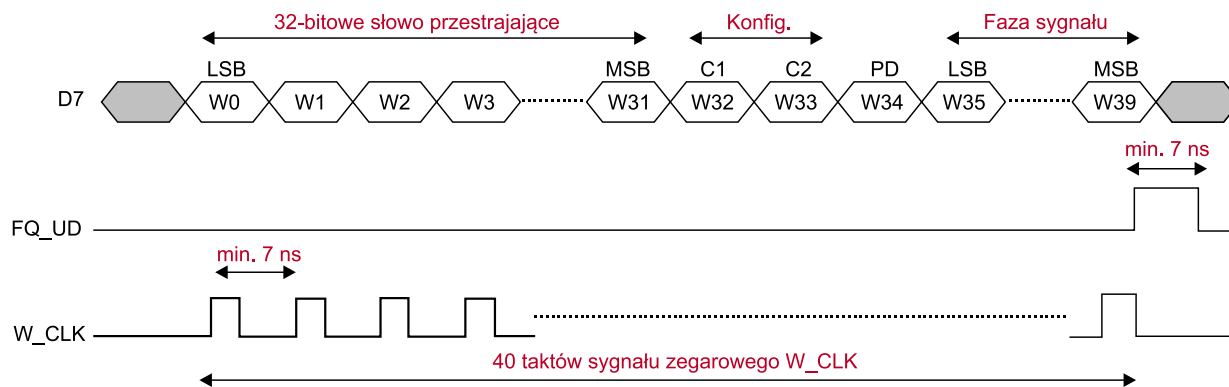 32-bitowe słowo przestrajające Konfig. Faza sygnału
LSB MSB C1 C2 PD LSB MSB
D7 W0 W1 W2 W3 W31 W32 W33 W34 W35 W39
min. 7 ns
FQ_UD
min. 7 ns
W_CLK
40 taktów sygnału zegarowego W_CLK